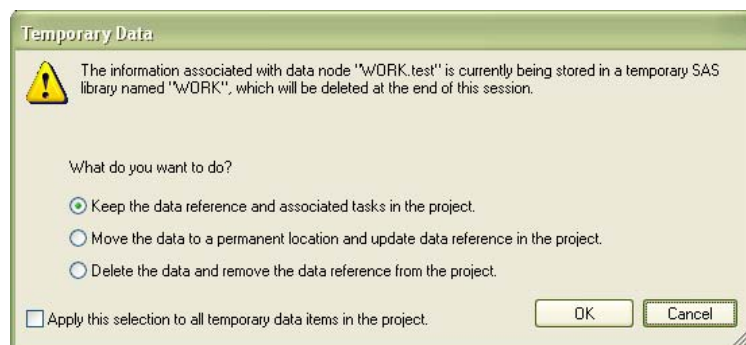 Temporary Data
The information associated with data node "WORK.test" is currently being stored in a temporary SAS
library named "WORK", which will be deleted at the end of this session.
What do you want to do?
Keep the data reference and associated tasks in the project.
Move the data to a permanent location and update data reference in the project.
Delete the data and remove the data reference from the project.
Apply this selection to all temporary data items in the project.
OK
Cancel